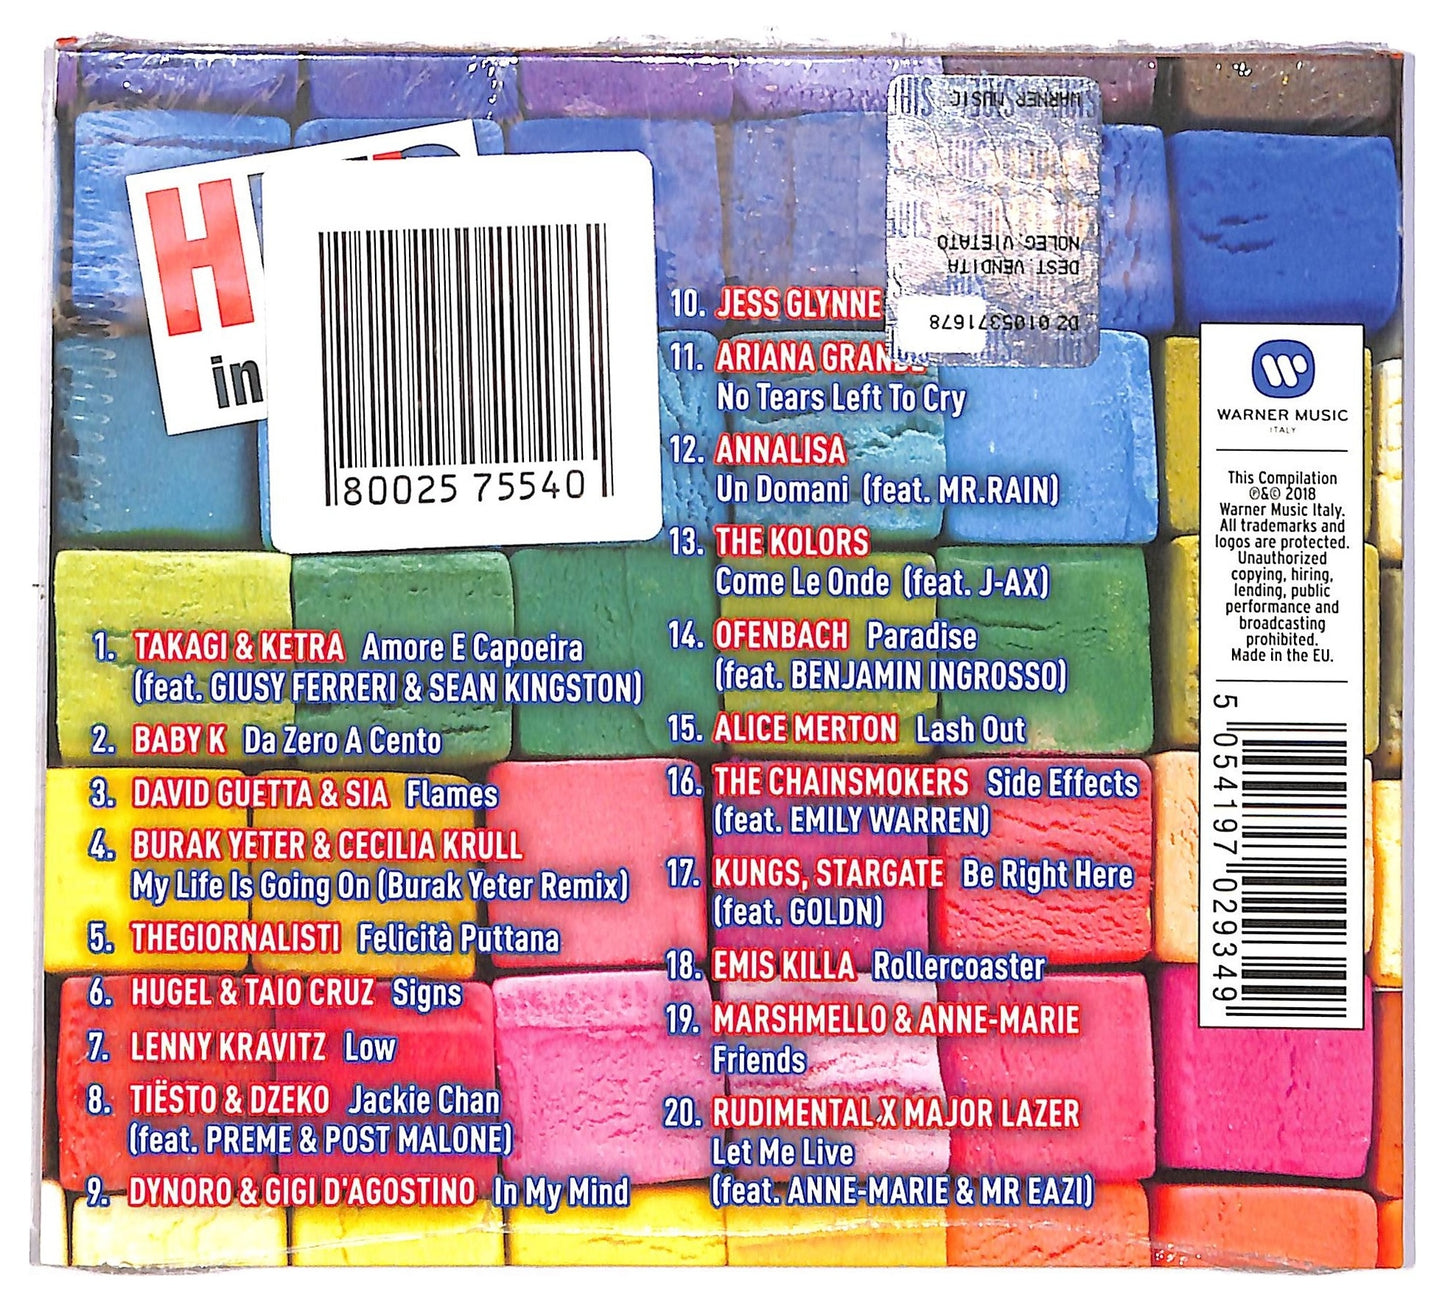 H
in
80025 75540
WARNER MUSIC
NOLEG.VIETATO
DEST. VENDITA
DZ 0105371678
1. TAKAGI & KETRA Amore E Capoeira
(feat. GIUSY FERRERI & SEAN KINGSTON)
2. BABY K Da Zero A Cento
3. DAVID GUETTA & SIA Flames
4. BURAK YETER & CECILIA KRULL
My Life Is Going On (Burak Yeter Remix)
5. THEGIORNALISTI Felicità Puttana
6. HUGEL & TAIO CRUZ Signs
7. LENNY KRAVITZ Low
8. TIËSTO & DZEKO Jackie Chan
(feat. PREME & POST MALONE)
9. DYNORO & GIGI D'AGOSTINO In My Mind
10. JESS GLYNNE
11. ARIANA GRANDE
No Tears Left To Cry
12. ANNALISA
Un Domani (feat. MR.RAIN)
13. THE KOLORS
Come Le Onde (feat. J-AX)
14. OFENBACH Paradise
(feat. BENJAMIN INGROSSO)
15. ALICE MERTON Lash Out
16. THE CHAINSMOKERS Side Effects
(feat. EMILY WARREN)
17. KUNGS, STARGATE Be Right Here
(feat. GOLDN)
18. EMIS KILLA Rollercoaster
19. MARSHMELLO & ANNE-MARIE
Friends
20. RUDIMENTAL X MAJOR LAZER
Let Me Live
(feat. ANNE-MARIE & MR EAZI)
WARNER MUSIC
ITALY
This Compilation
℗&© 2018
Warner Music Italy.
All trademarks and
logos are protected.
Unauthorized
copying, hiring,
lending, public
performance and
broadcasting
prohibited.
Made in the EU.
5 054197 029349